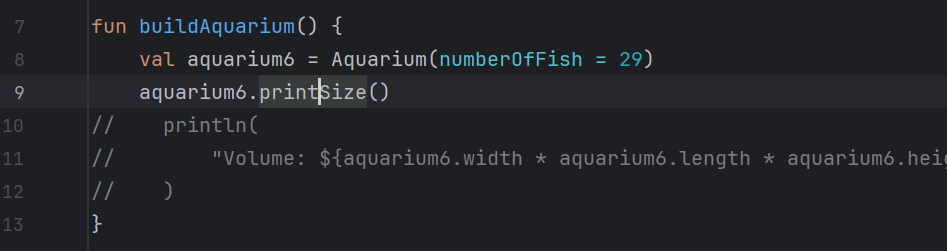 7 fun buildAquarium() {
8     val aquarium6 = Aquarium(numberOfFish = 29)
9     aquarium6.printSize()
10 //    println(
11 //        "Volume: ${aquarium6.width * aquarium6.length * aquarium6.heig
12 //    )
13 }